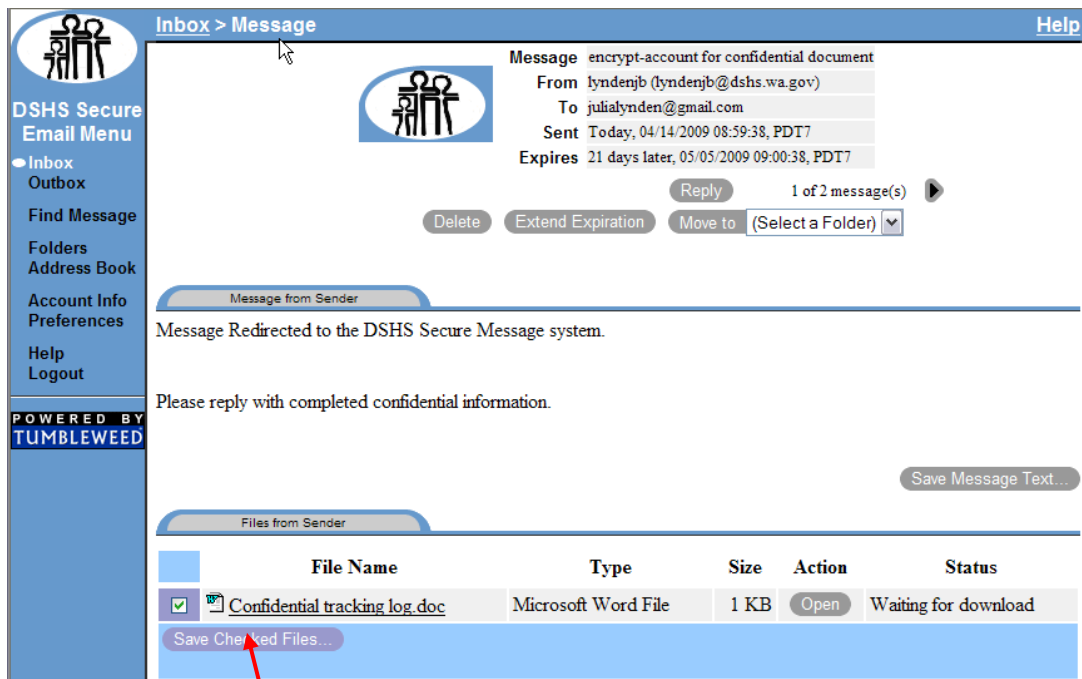 Inbox > Message
Help
DSHS Secure
Email Menu
Inbox
Outbox
Find Message
Folders
Address Book
Account Info
Preferences
Help
Logout
POWERED BY
TUMBLEWEED
Message encrypt-account for confidential document
From lyndenjb (lyndenjb@dshs.wa.gov)
To julialynden@gmail.com
Sent Today, 04/14/2009 08:59:38, PDT7
Expires 21 days later, 05/05/2009 09:00:38, PDT7
Reply 1 of 2 message(s)
Delete Extend Expiration Move to (Select a Folder)
Message from Sender
Message Redirected to the DSHS Secure Message system.
Please reply with completed confidential information.
Save Message Text...
Files from Sender
File Name Type Size Action Status
Confidential tracking log.doc Microsoft Word File 1 KB Open Waiting for download
Save Checked Files...